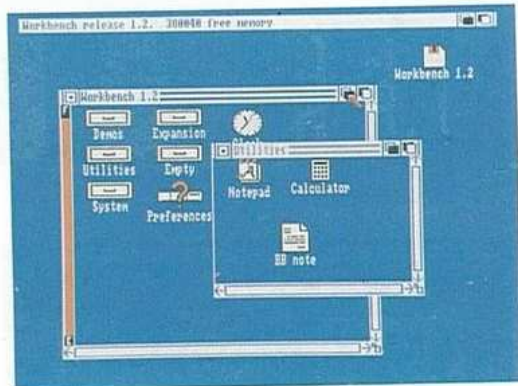 Workbench release 1.2. 300040 free memory
Workbench 1.2
Workbench 1.2
Demos Expansion
Utilities Empty
System Preferences
Utilities
Notepad Calculator
BB note